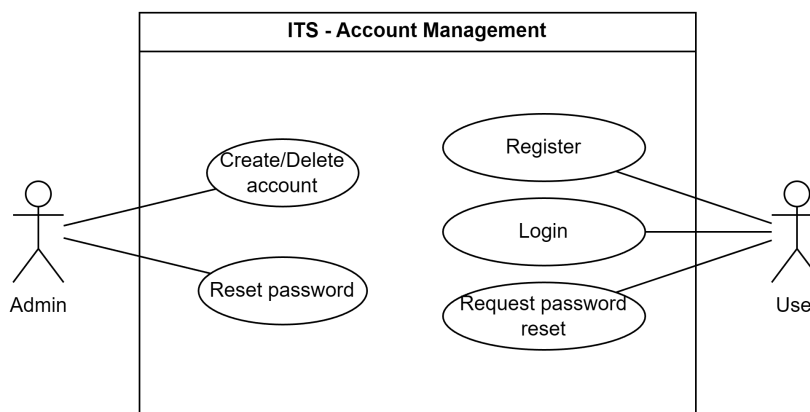 ITS - Account Management
Create/Delete
account
Reset password
Register
Login
Request password
reset
Admin
Use